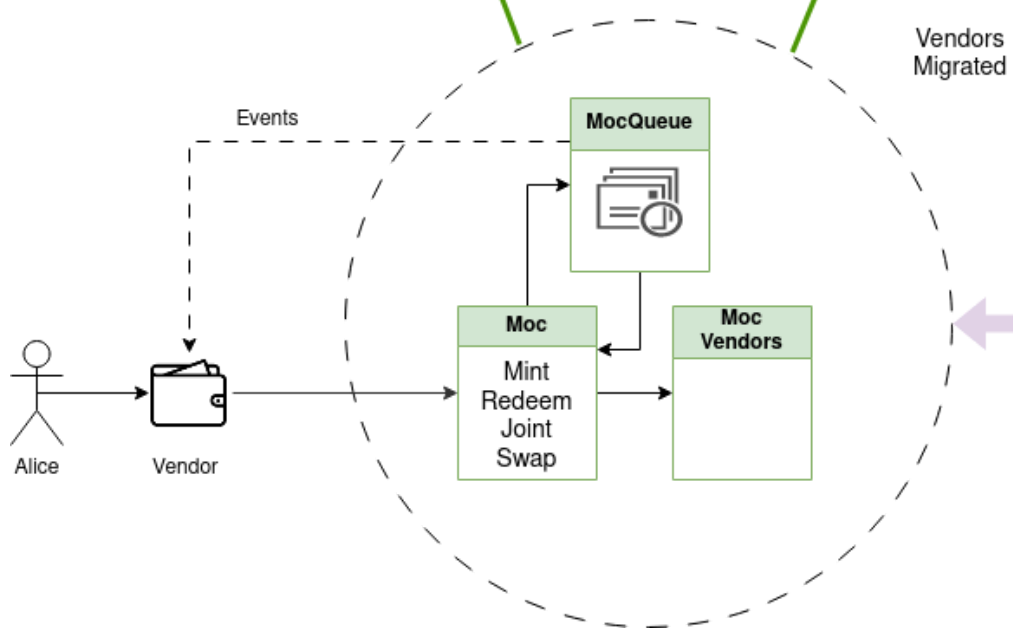 Vendors
Migrated
Events
MocQueue
Moc
Mint
Redeem
Joint
Swap
Moc
Vendors
Alice
Vendor